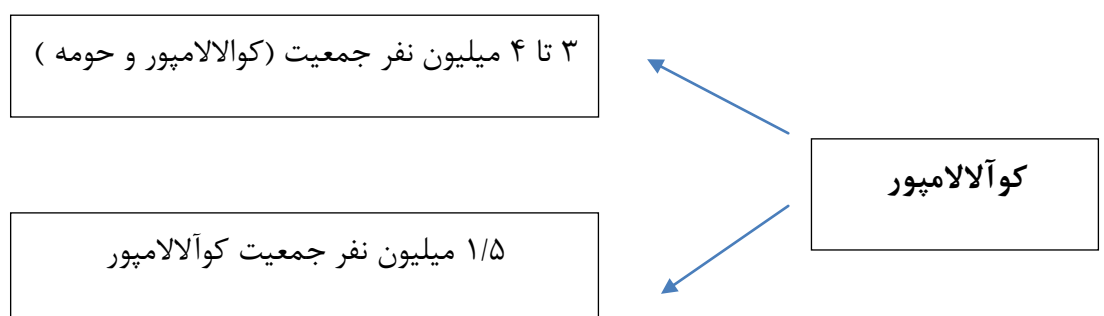 ۳ تا ۴ میلیون نفر جمعیت (کوالالامپور و حومه )
کوآلالامپور
۱/۵ میلیون نفر جمعیت کوآلالامپور